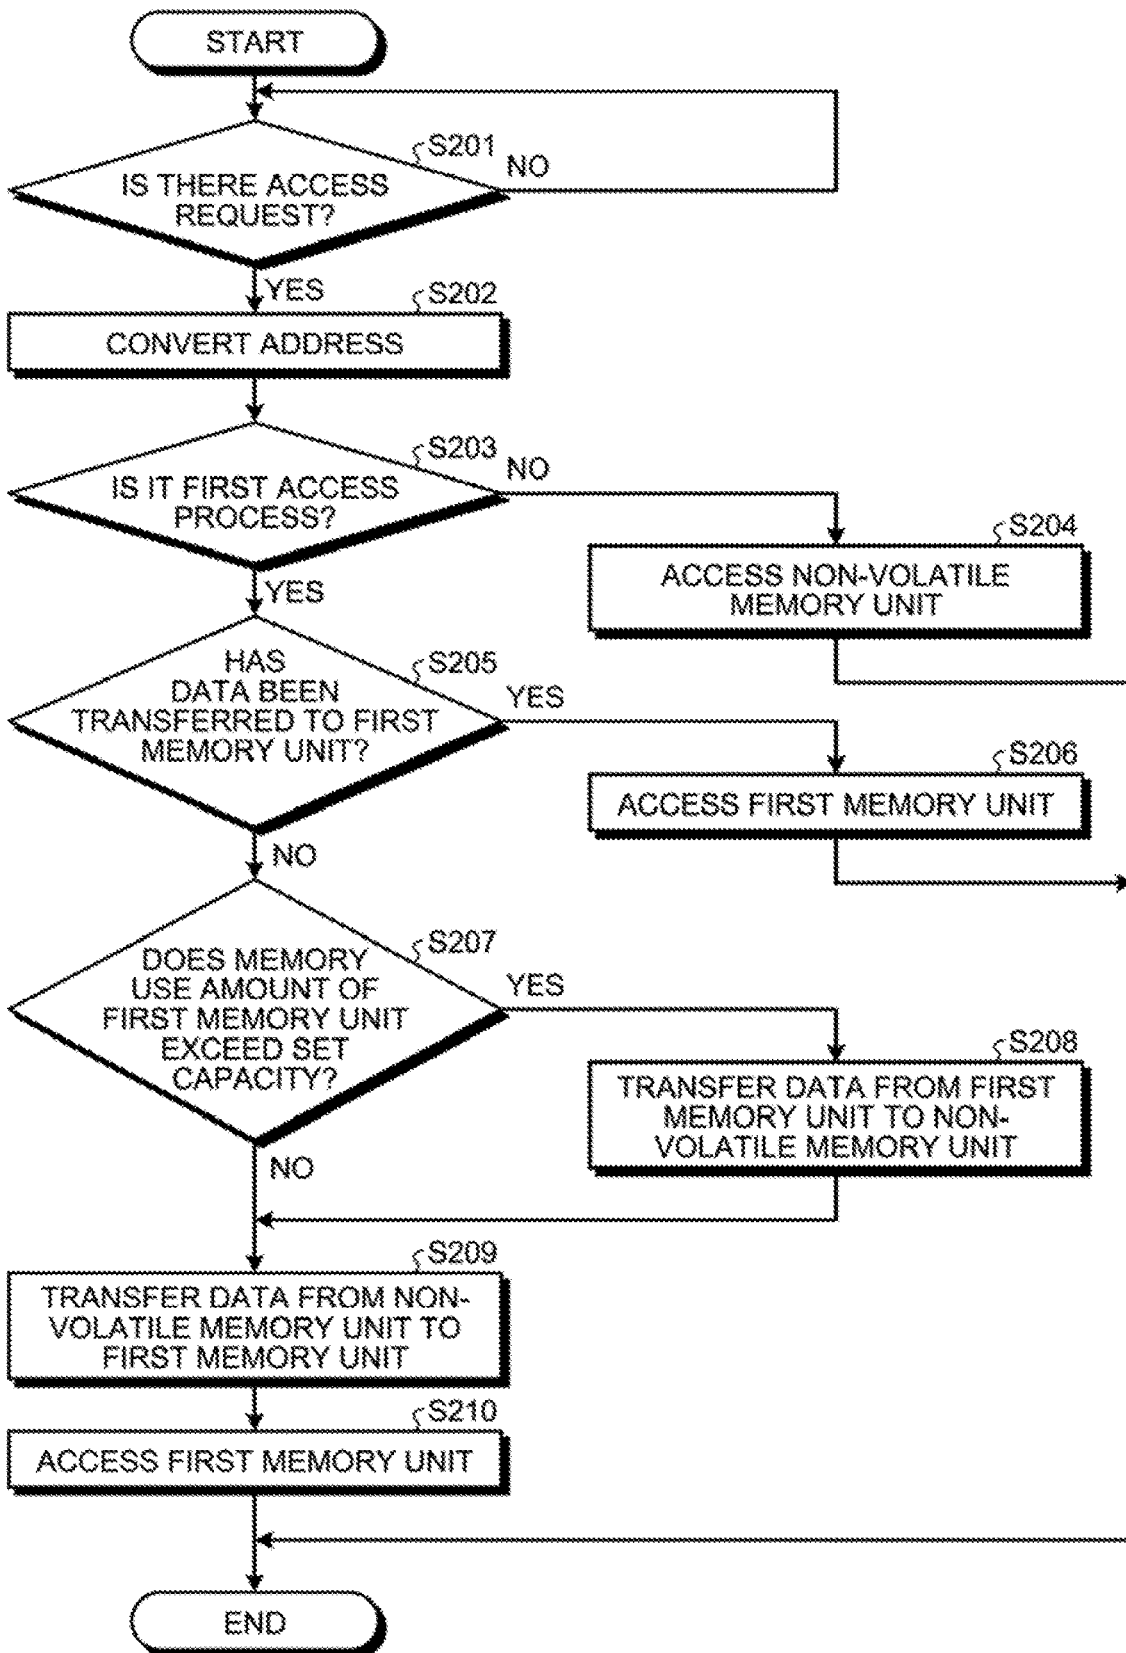 START
S201
NO
IS THERE ACCESS
REQUEST?
YES
S202
CONVERT ADDRESS
S203
NO
IS IT FIRST ACCESS
PROCESS?
YES
S204
ACCESS NON-VOLATILE
MEMORY UNIT
S205
YES
HAS
DATA BEEN
TRANSFERRED TO FIRST
MEMORY UNIT?
S206
ACCESS FIRST MEMORY UNIT
NO
S207
YES
DOES MEMORY
USE AMOUNT OF
FIRST MEMORY UNIT
EXCEED SET
CAPACITY?
S208
TRANSFER DATA FROM FIRST
MEMORY UNIT TO NON-
VOLATILE MEMORY UNIT
NO
S209
TRANSFER DATA FROM NON-
VOLATILE MEMORY UNIT TO
FIRST MEMORY UNIT
S210
ACCESS FIRST MEMORY UNIT
END